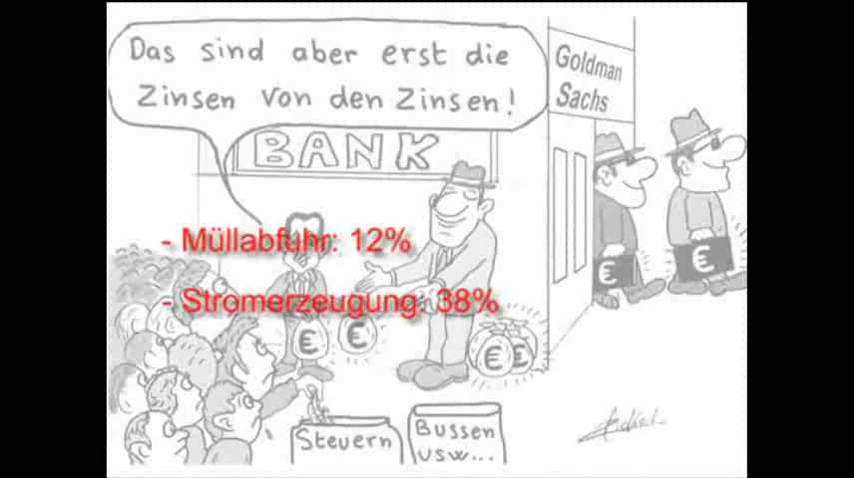 Das sind aber erst die
Zinsen von den Zinsen!
Goldman
Sachs
BANK
- Müllabfuhr: 12%
- Stromerzeugung: 38%
€
€
€
€
€
€
Steuern
Bussen
usw...